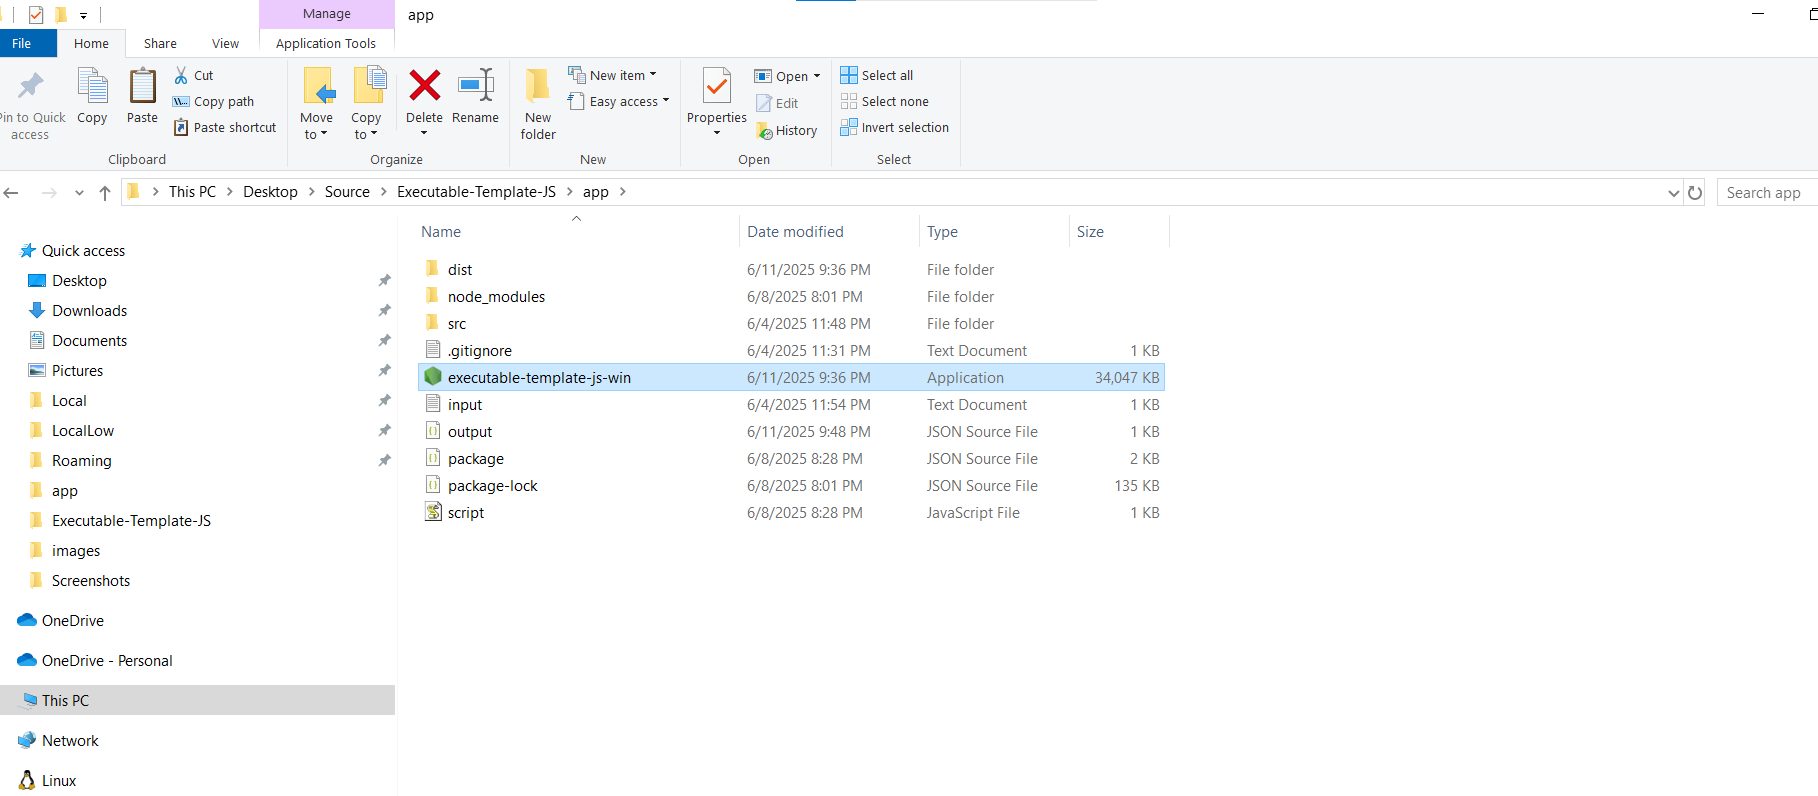 Manage
app
File
Home
Share
View
Application Tools
Pin to Quick access
Copy
Paste
Cut
Copy path
Paste shortcut
Clipboard
Move to
Copy to
Delete
Rename
Organize
New folder
New item
Easy access
New
Properties
Open
Edit
History
Open
Select all
Select none
Invert selection
Select
This PC > Desktop > Source > Executable-Template-JS > app >
Search app
Quick access
Desktop
Downloads
Documents
Pictures
Local
LocalLow
Roaming
app
Executable-Template-JS
images
Screenshots
OneDrive
OneDrive - Personal
This PC
Network
Linux
Name Date modified Type Size
dist 6/11/2025 9:36 PM File folder
node_modules 6/8/2025 8:01 PM File folder
src 6/4/2025 11:48 PM File folder
.gitignore 6/4/2025 11:31 PM Text Document 1 KB
executable-template-js-win 6/11/2025 9:36 PM Application 34,047 KB
input 6/4/2025 11:54 PM Text Document 1 KB
output 6/11/2025 9:48 PM JSON Source File 1 KB
package 6/8/2025 8:28 PM JSON Source File 2 KB
package-lock 6/8/2025 8:01 PM JSON Source File 135 KB
script 6/8/2025 8:28 PM JavaScript File 1 KB